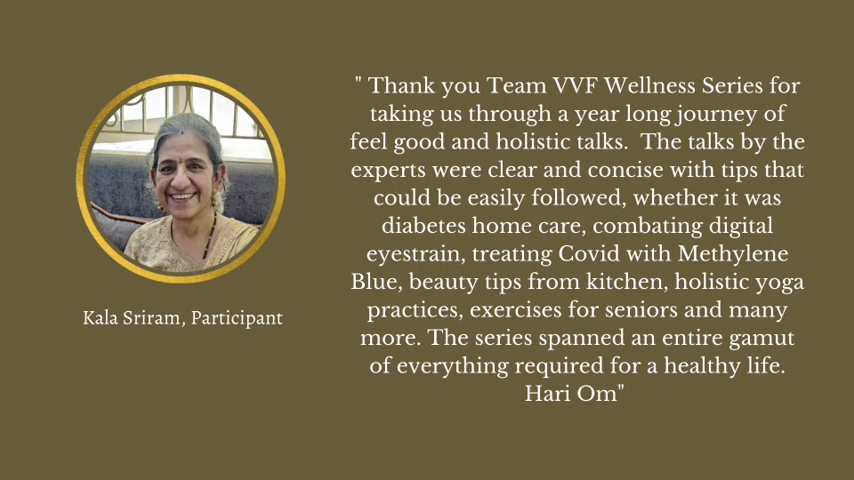 " Thank you Team VVF Wellness Series for
taking us through a year long journey of
feel good and holistic talks.  The talks by the
experts were clear and concise with tips that
could be easily followed, whether it was
diabetes home care, combating digital
eyestrain, treating Covid with Methylene
Blue, beauty tips from kitchen, holistic yoga
practices, exercises for seniors and many
more. The series spanned an entire gamut
of everything required for a healthy life.
Hari Om"
Kala Sriram, Participant